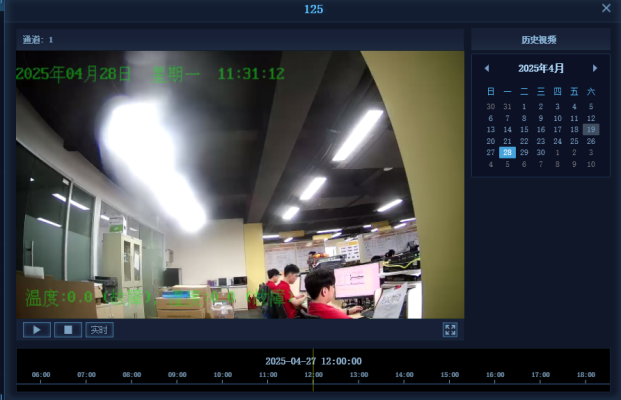 125
通道: 1
历史视频
2025年04月28日 星期一 11:31:12
2025年4月
日 一 二 三 四 五 六
30 31 1 2 3 4 5
6 7 8 9 10 11 12
13 14 15 16 17 18 19
20 21 22 23 24 25 26
27 28 29 30 1 2 3
4 5 6 7 8 9 10
温度:0.0
实时
2025-04-27 12:00:00
06:00 07:00 08:00 09:00 10:00 11:00 12:00 13:00 14:00 15:00 16:00 17:00 18:00